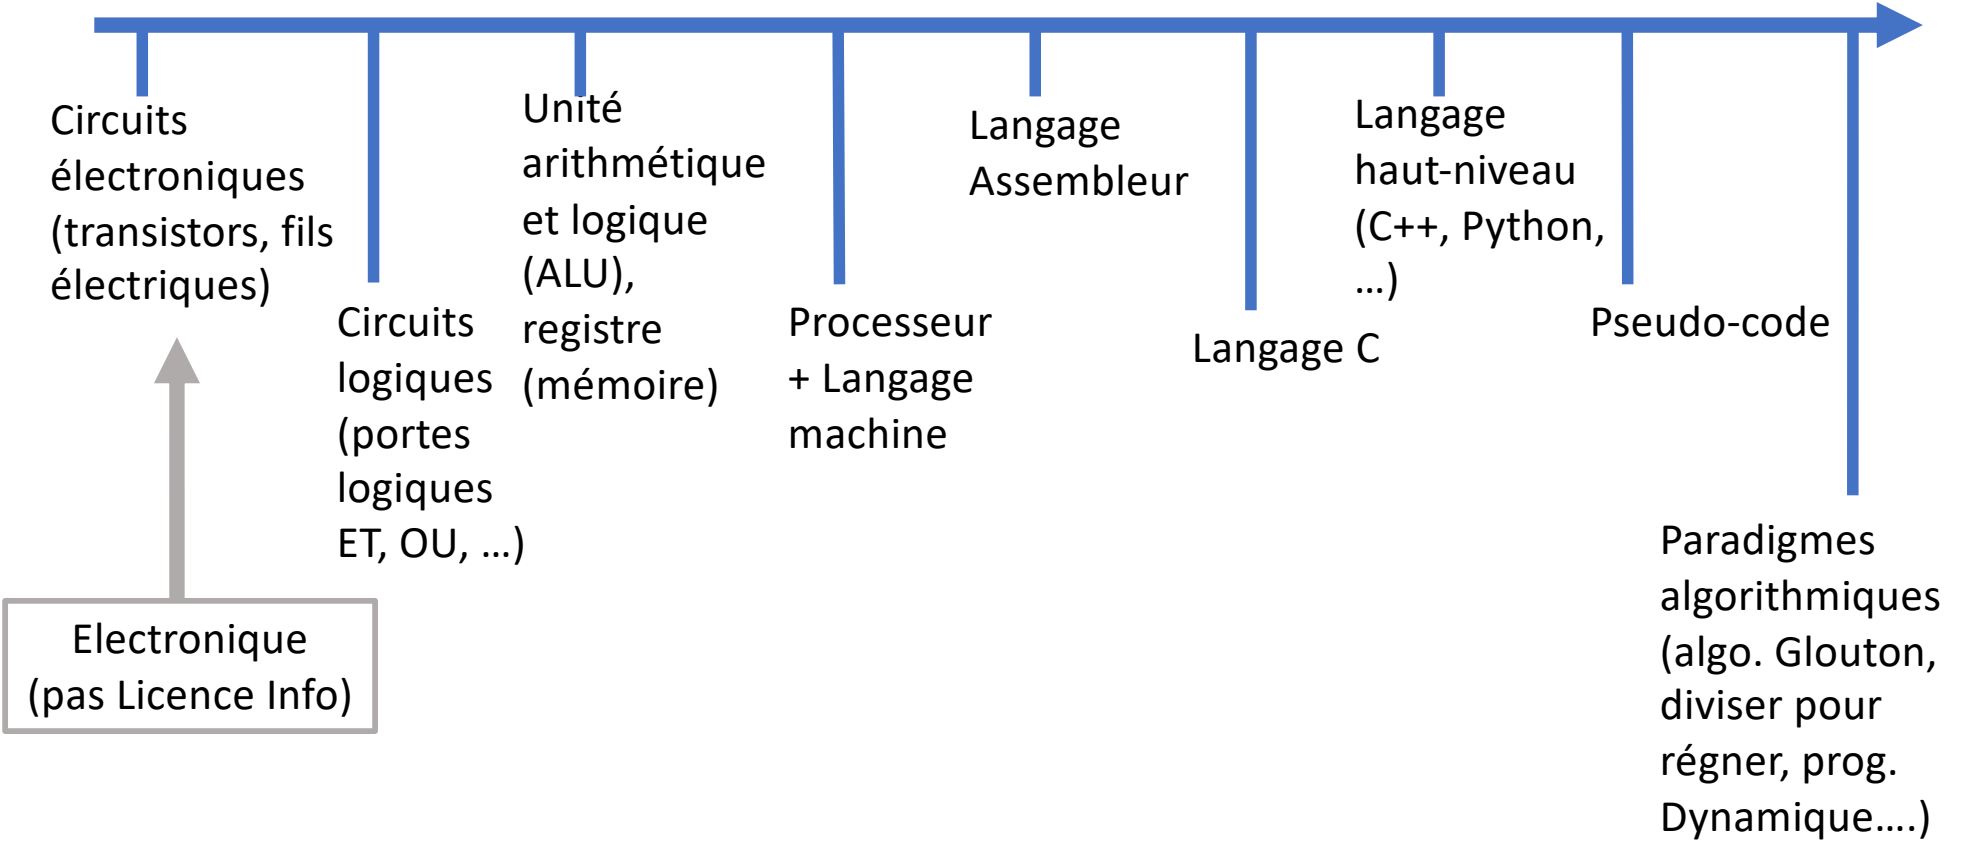 Circuits
électroniques
(transistors, fils
électriques)
Circuits
logiques
(portes
logiques
ET, OU, …)
Unité
arithmétique
et logique
(ALU),
registre
(mémoire)
Processeur
+ Langage
machine
Langage
Assembleur
Langage C
Langage
haut-niveau
(C++, Python,
…)
Pseudo-code
Paradigmes
algorithmiques
(algo. Glouton,
diviser pour
régner, prog.
Dynamique….)
Electronique
(pas Licence Info)